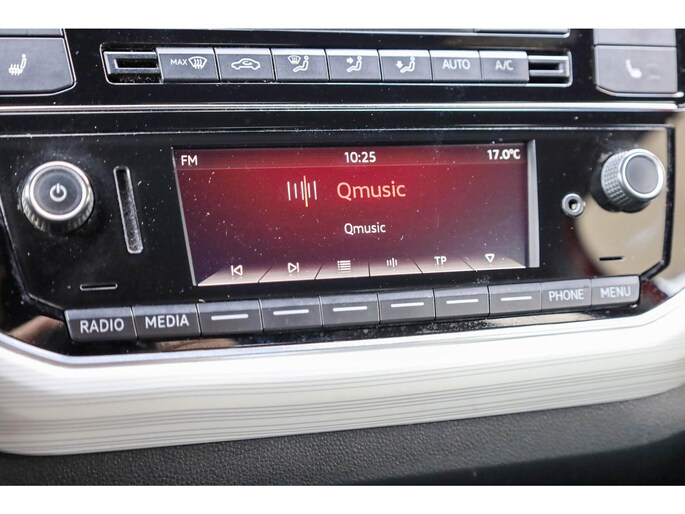 MAX
AUTO
A/C
FM 10:25 17.0°C
Qmusic
Qmusic
TP
RADIO MEDIA PHONE MENU